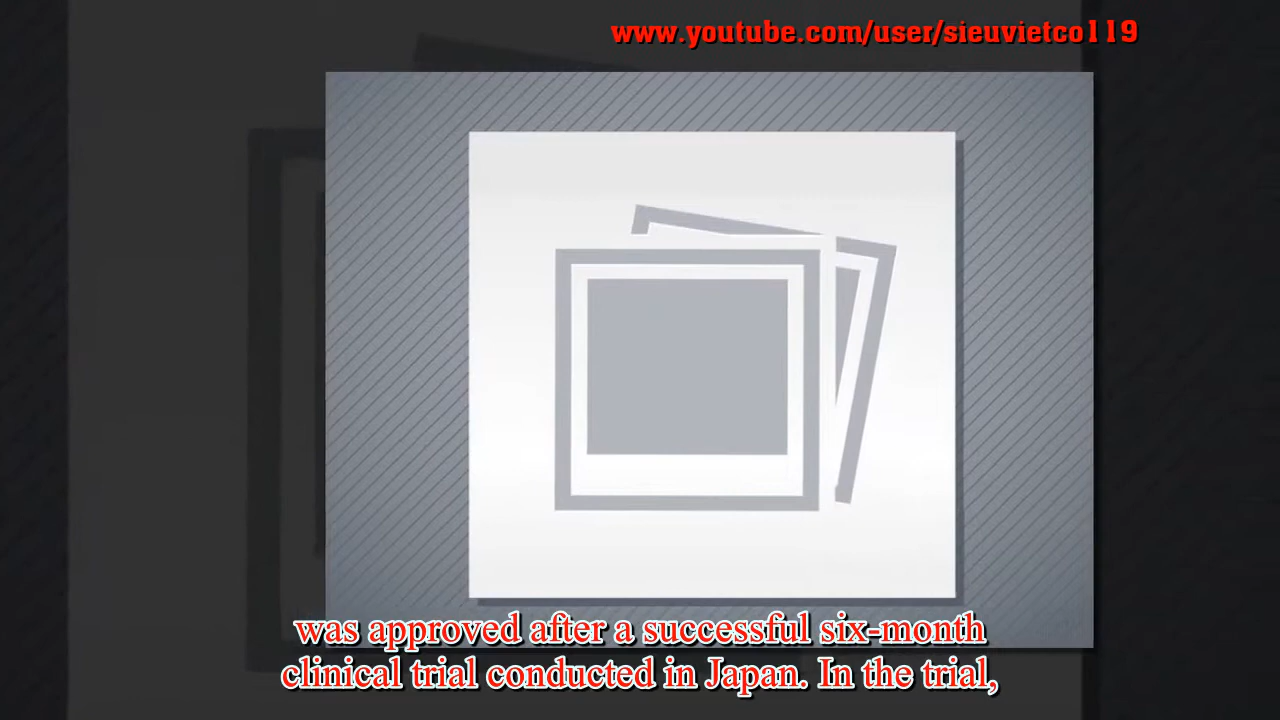 www.youtube.com/user/sieuvietco119
was approved after a successful six-month
clinical trial conducted in Japan. In the trial,